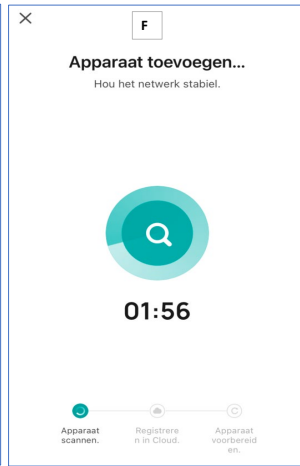 F
Apparaat toevoegen...
Hou het netwerk stabiel.
01:56
Apparaat
scannen.
Registrere
n in Cloud.
Apparaat
voorbereid
en.